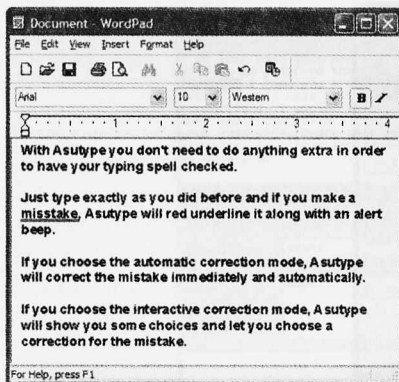 Document - WordPad
File Edit View Insert Format Help
Arial 10 Western B I
1 2 3 4
With Asutype you don't need to do anything extra in order
to have your typing spell checked.
Just type exactly as you did before and if you make a
misstake, Asutype will red underline it along with an alert
beep.
If you choose the automatic correction mode, Asutype
will correct the mistake immediately and automatically.
If you choose the interactive correction mode, Asutype
will show you some choices and let you choose a
correction for the mistake.
For Help, press F1